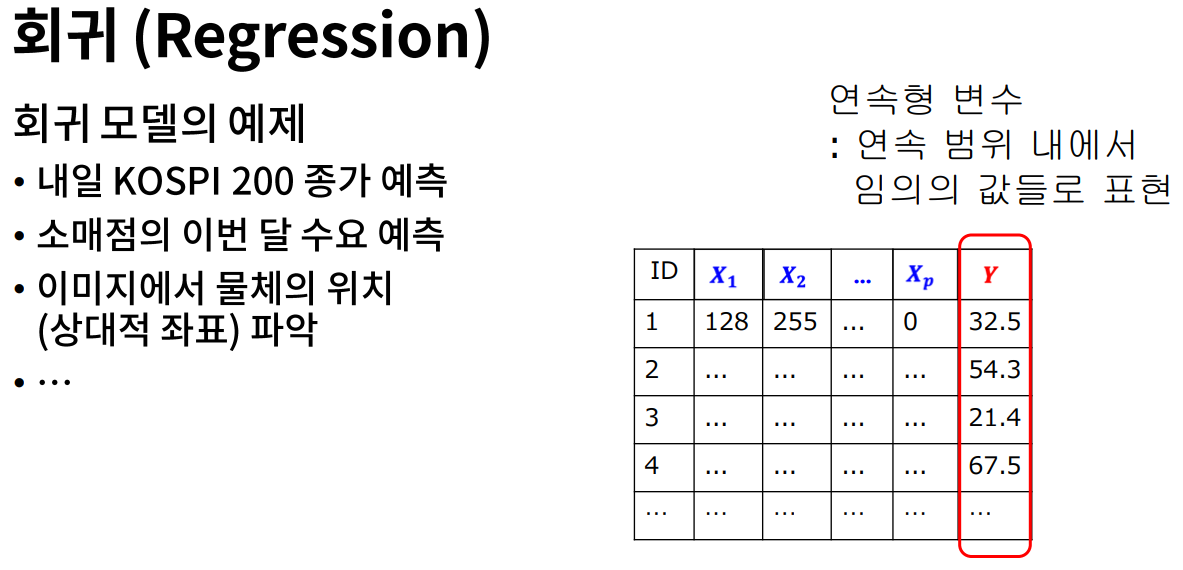 회귀 (Regression)
회귀 모델의 예제
• 내일 KOSPI 200 종가 예측
• 소매점의 이번 달 수요 예측
• 이미지에서 물체의 위치
(상대적 좌표) 파악
• …
연속형 변수
: 연속 범위 내에서
임의의 값들로 표현
ID X₁ X₂ ... Xₚ Y
1 128 255 ... 0 32.5
2 ... ... ... ... 54.3
3 ... ... ... ... 21.4
4 ... ... ... ... 67.5
... ... ... ... ... ...